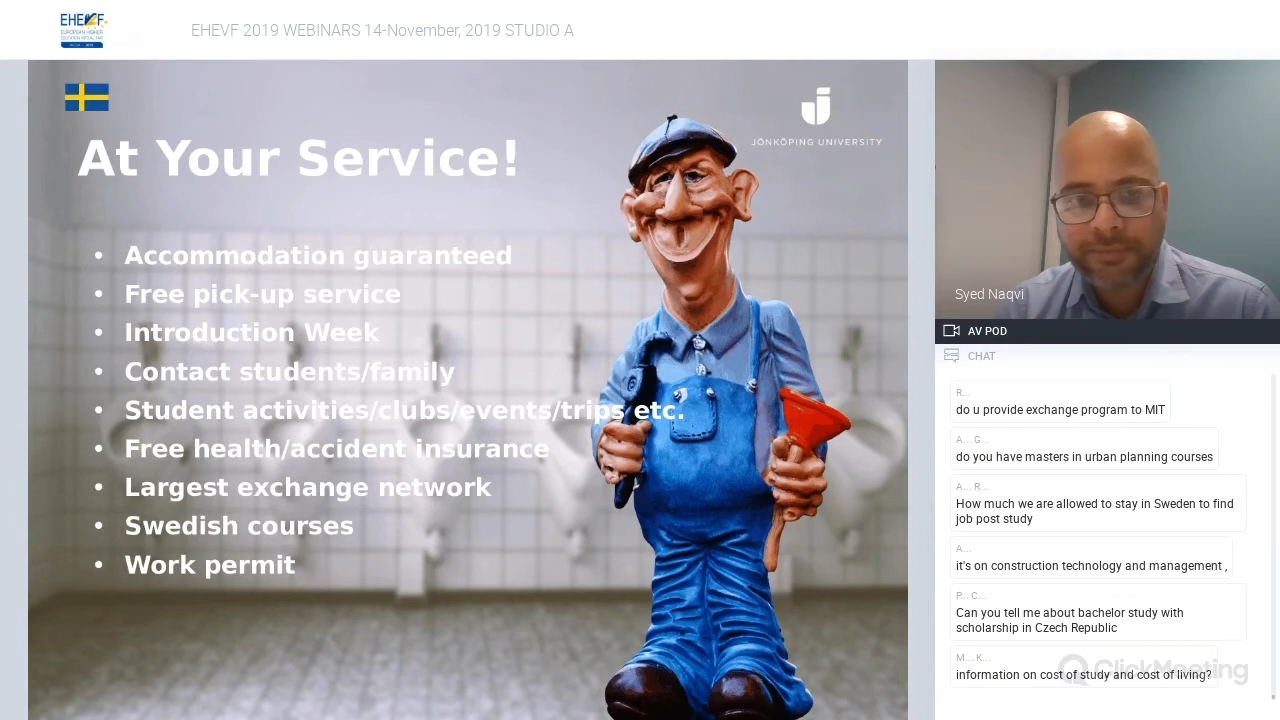 EHEVF
EUROPEAN HIGHER
EDUCATION VIRTUAL FAIR
EHEVF 2019 WEBINARS 14-November, 2019 STUDIO A
JÖNKÖPING UNIVERSITY
At Your Service!
• Accommodation guaranteed
• Free pick-up service
• Introduction Week
• Contact students/family
• Student activities/clubs/events/trips etc.
• Free health/accident insurance
• Largest exchange network
• Swedish courses
• Work permit
Syed Naqvi
AV POD
CHAT
R...
do u provide exchange program to MIT
A... G...
do you have masters in urban planning courses
A... R...
How much we are allowed to stay in Sweden to find
job post study
A...
it's on construction technology and management ,
P... C...
Can you tell me about bachelor study with
scholarship in Czech Republic
M... K...
information on cost of study and cost of living?
ClickMeeting